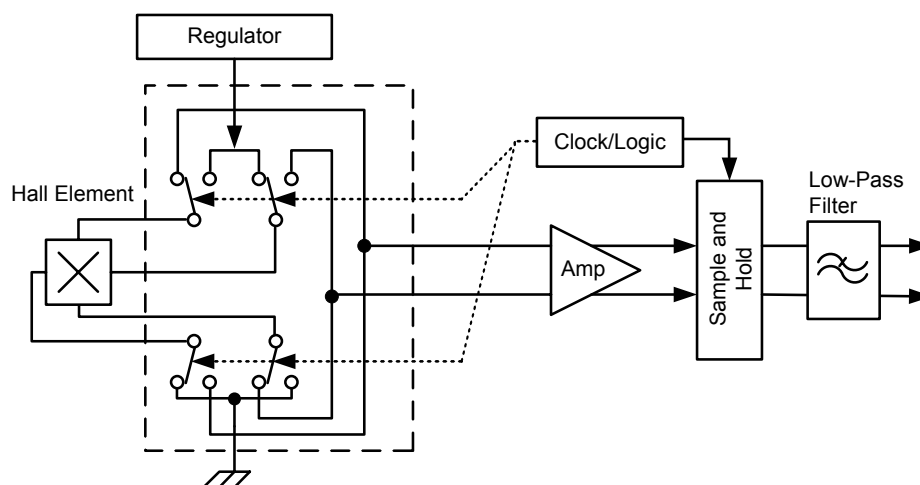 Regulator
Clock/Logic
Hall Element
Low-Pass
Filter
Amp
Sample and
Hold